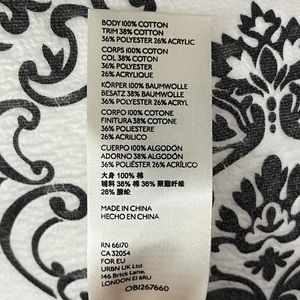 BODY 100% COTTON
TRIM 38% COTTON
36% POLYESTER 26% ACRYLIC
CORPS 100% COTON
COL 38% COTON
36% POLYESTER
26% ACRYLIQUE
KÖRPER 100% BAUMWOLLE
BESATZ 38% BAUMWOLLE
36% POLYESTER 26% ACRYL
CORPO 100% COTONE
FINITURA 38% COTONE
36% POLIESTERE
26% ACRILICO
CUERPO 100% ALGODÓN
ADORNO 38% ALGODÓN
36% POLIÉSTER 26% ACRÍLICO
大身 100% 棉
辅料 38% 棉 36% 聚酯纤维
26% 腈纶
MADE IN CHINA
HECHO EN CHINA
RN 66170
CA 32054
FOR EU
URBN UK Ltd
146 Brick Lane,
LONDON E1 6RU
OB1267660